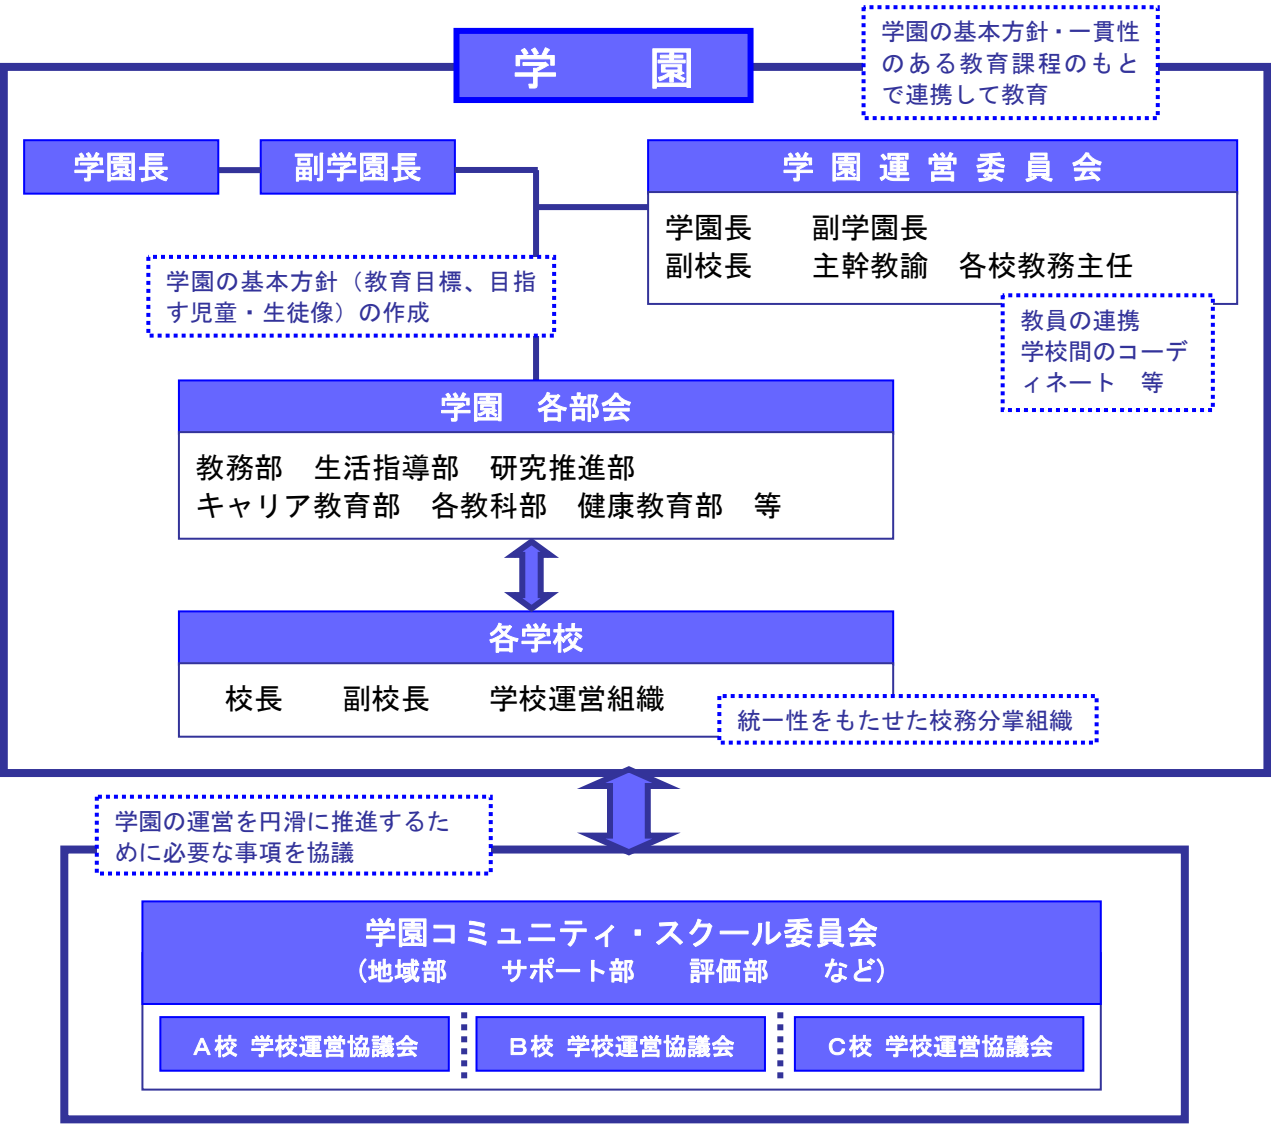 学　　園
学園の基本方針・一貫性
のある教育課程のもと
で連携して教育
学園長
副学園長
学園運営委員会
学園長　　副学園長
副校長　　主幹教諭　各校教務主任
学園の基本方針（教育目標、目指
す児童・生徒像）の作成
教員の連携
学校間のコーデ
ィネート　等
学園　各部会
教務部　生活指導部　研究推進部
キャリア教育部　各教科部　健康教育部　等
各学校
校長　　副校長　　学校運営組織
統一性をもたせた校務分掌組織
学園の運営を円滑に推進するた
めに必要な事項を協議
学園コミュニティ・スクール委員会
（地域部　　サポート部　　評価部　　など）
Ａ校 学校運営協議会
Ｂ校 学校運営協議会
Ｃ校 学校運営協議会